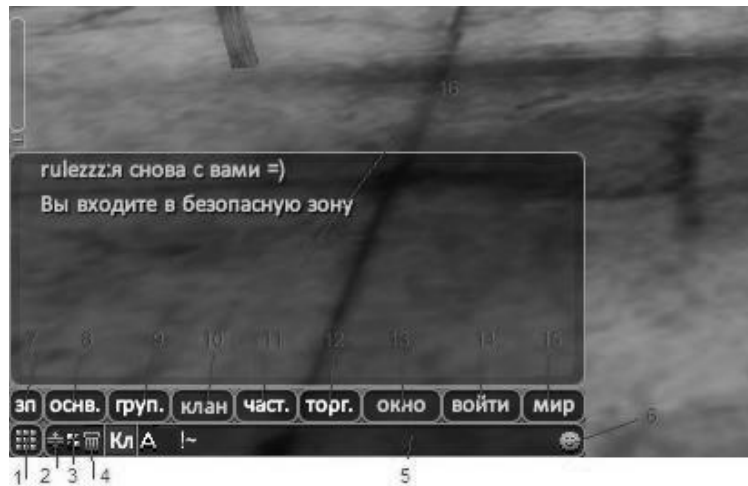 16
rulezzz:я снова с вами =)
Вы входите в безопасную зону
7 8 9 10 11 12 13 14 15
зп оснв. груп. клан част. торг. окно войти мир
Кл А !~
6
1 2 3 4 5